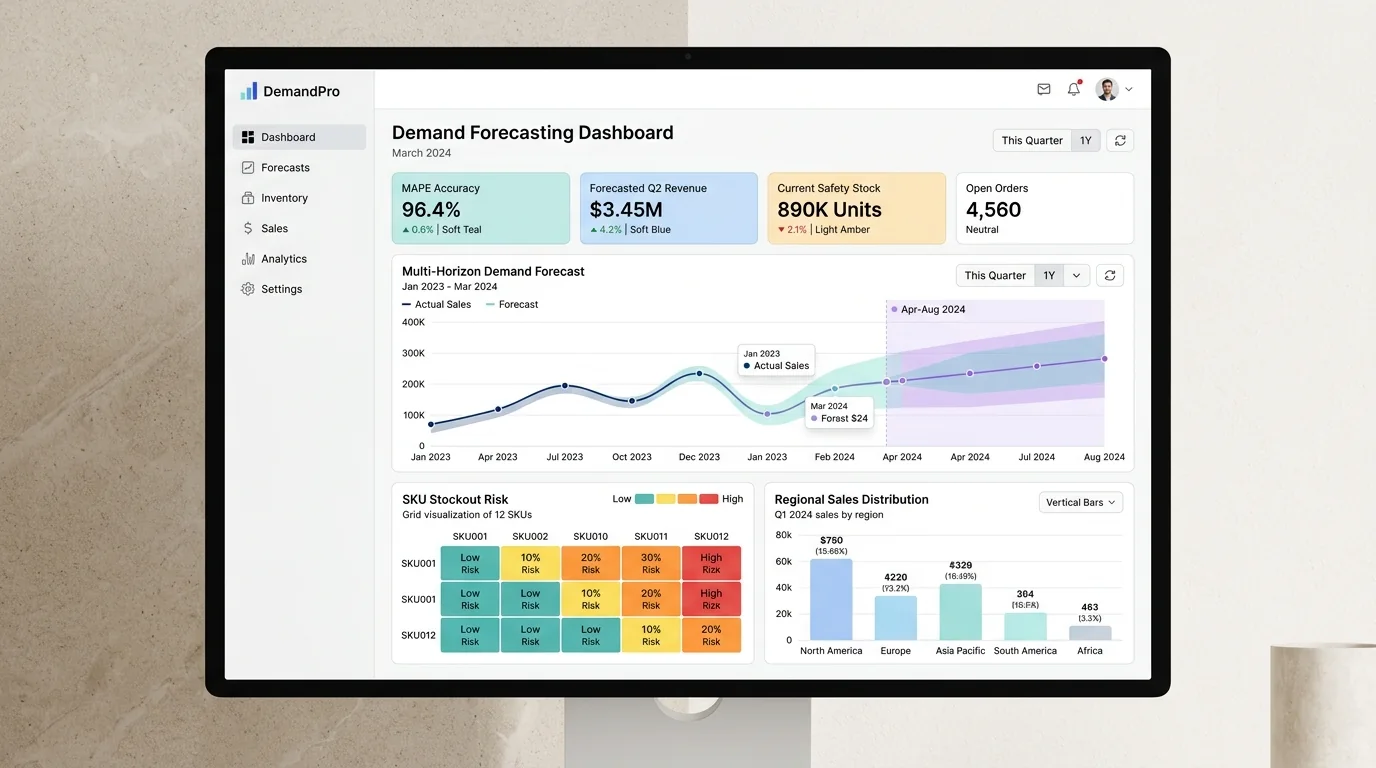 DemandPro
Dashboard
Forecasts
Inventory
Sales
Analytics
Settings
Demand Forecasting Dashboard
March 2024
This Quarter 1Y
MAPE Accuracy
96.4%
0.6% | Soft Teal
Forecasted Q2 Revenue
$3.45M
4.2% | Soft Blue
Current Safety Stock
890K Units
2.1% | Light Amber
Open Orders
4,560
Neutral
Multi-Horizon Demand Forecast
Jan 2023 - Mar 2024
This Quarter 1Y
Actual Sales Forecast
Apr-Aug 2024
400K
300K
200K
100K
0
Jan 2023
Actual Sales
Mar 2024
Forast $24
Jan 2023 Apr 2023 Jul 2023 Oct 2023 Dec 2023 Jan 2023 Feb 2024 Apr 2024 Apr 2024 Jul 2024 Aug 2024
SKU Stockout Risk
Grid visualization of 12 SKUs
Low High
SKU001 SKU002 SKU010 SKU011 SKU012
SKU001
Low Risk
10% Risk
20% Risk
30% Risk
High Rizk
SKU001
Low Risk
Low Risk
10% Risk
20% Risk
High Rizk
SKU012
Low Risk
Low Risk
Low Risk
10% Risk
20% Risk
Regional Sales Distribution
Q1 2024 sales by region
Vertical Bars
80k
60k
40k
20k
0
$750
4220
364
463
(3.3%)
North America Europe Asia Pacific South America Africa